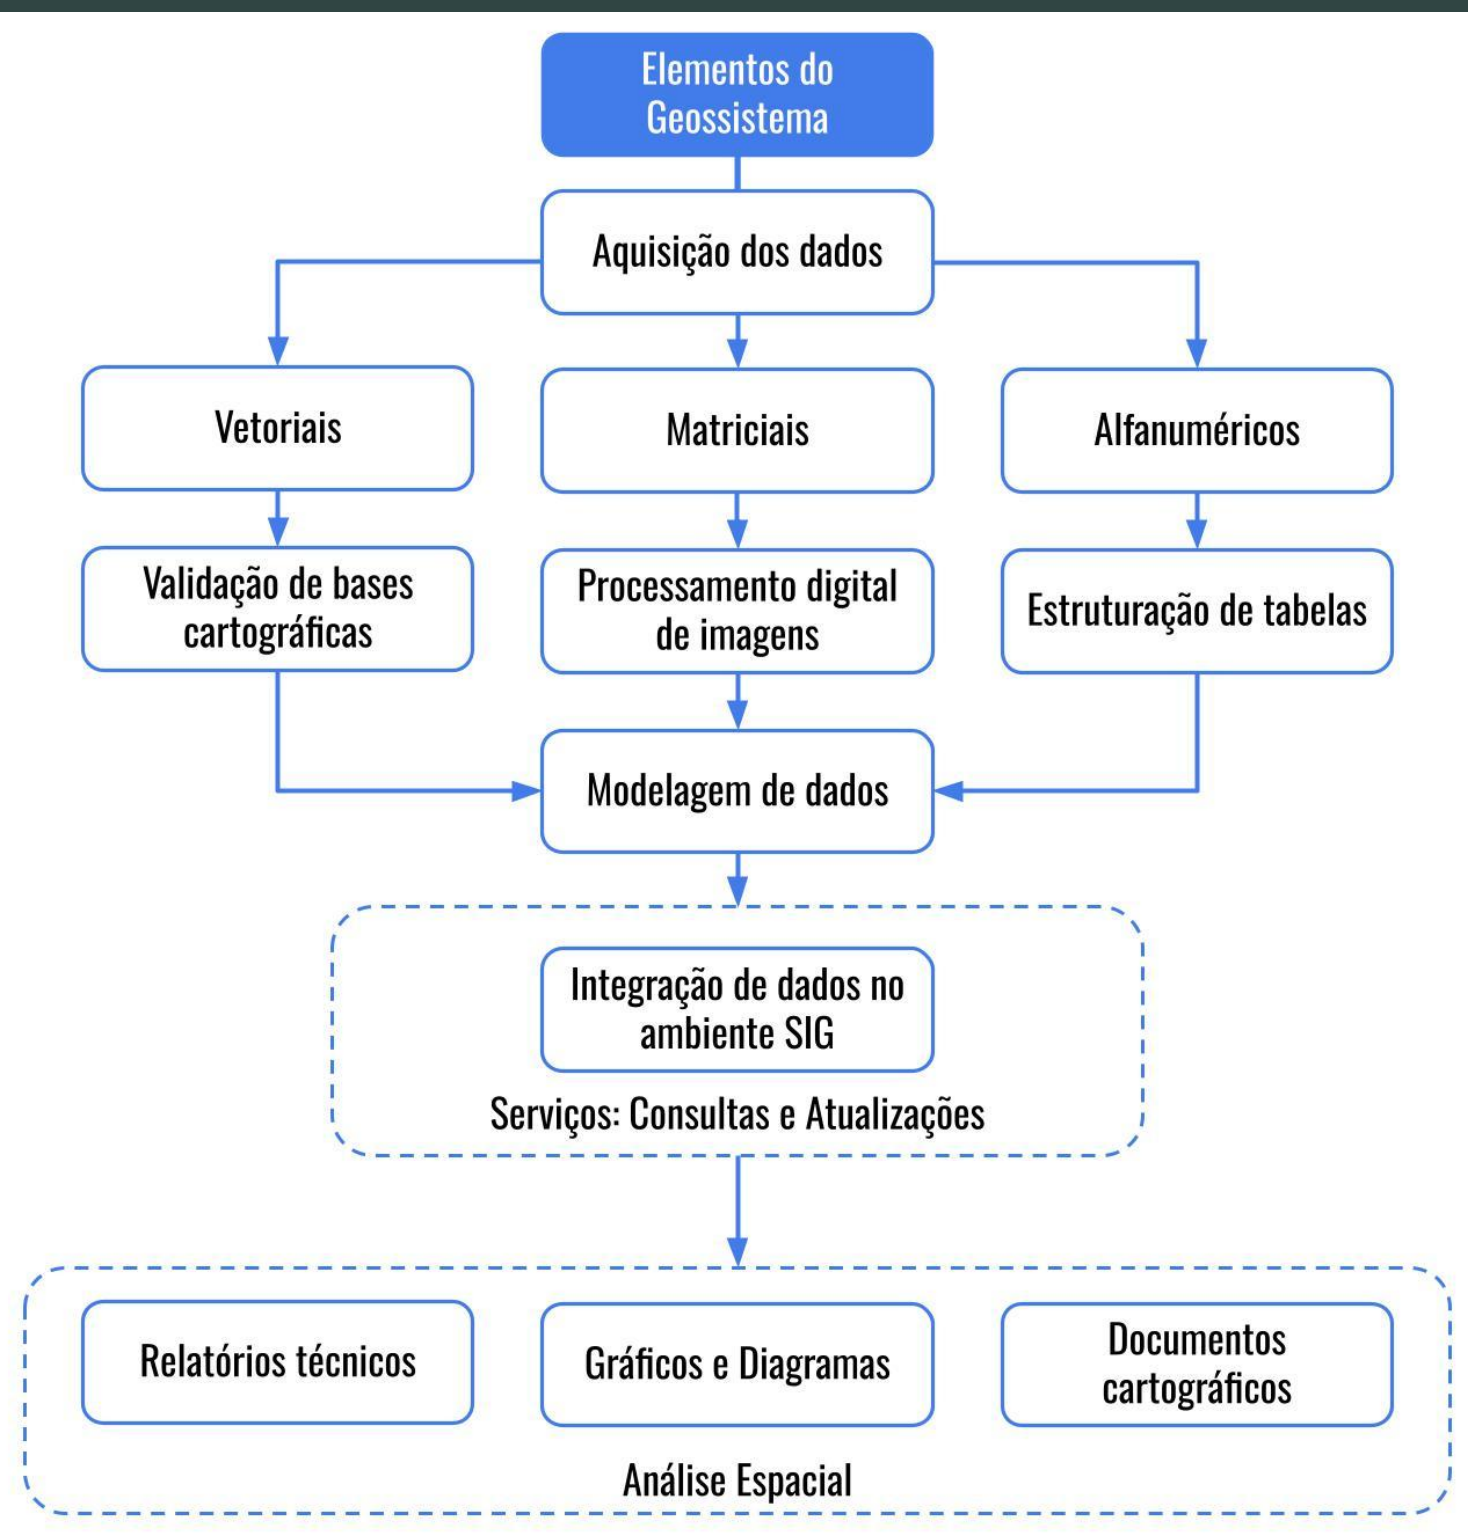 Elementos do
Geossistema
Aquisição dos dados
Vetoriais
Matriciais
Alfanuméricos
Validação de bases
cartográficas
Processamento digital
de imagens
Estruturação de tabelas
Modelagem de dados
Integração de dados no
ambiente SIG
Serviços: Consultas e Atualizações
Relatórios técnicos
Gráficos e Diagramas
Documentos
cartográficos
Análise Espacial